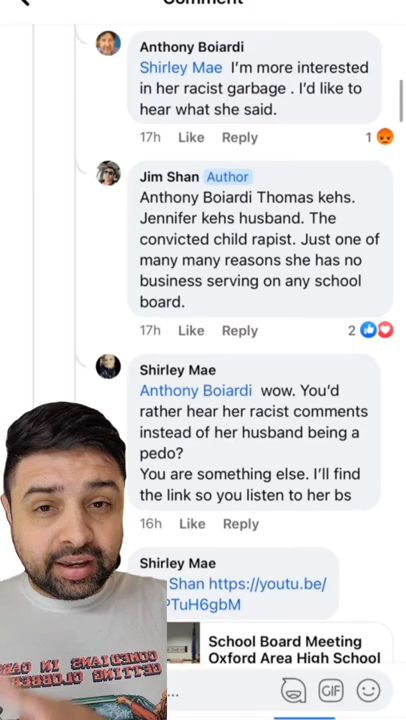 Comment
Anthony Boiardi
Shirley Mae I'm more interested
in her racist garbage . I'd like to
hear what she said.
17h Like Reply 1
Jim Shan Author
Anthony Boiardi Thomas kehs.
Jennifer kehs husband. The
convicted child rapist. Just one of
many many reasons she has no
business serving on any school
board.
17h Like Reply 2
Shirley Mae
Anthony Boiardi wow. You'd
rather hear her racist comments
instead of her husband being a
pedo?
You are something else. I'll find
the link so you listen to her bs
16h Like Reply
Shirley Mae
Shan https://youtu.be/
PTuH6gbM
School Board Meeting
Oxford Area High School
GIF
COMEDIANS IN CARS
GETTING CLOBBERED